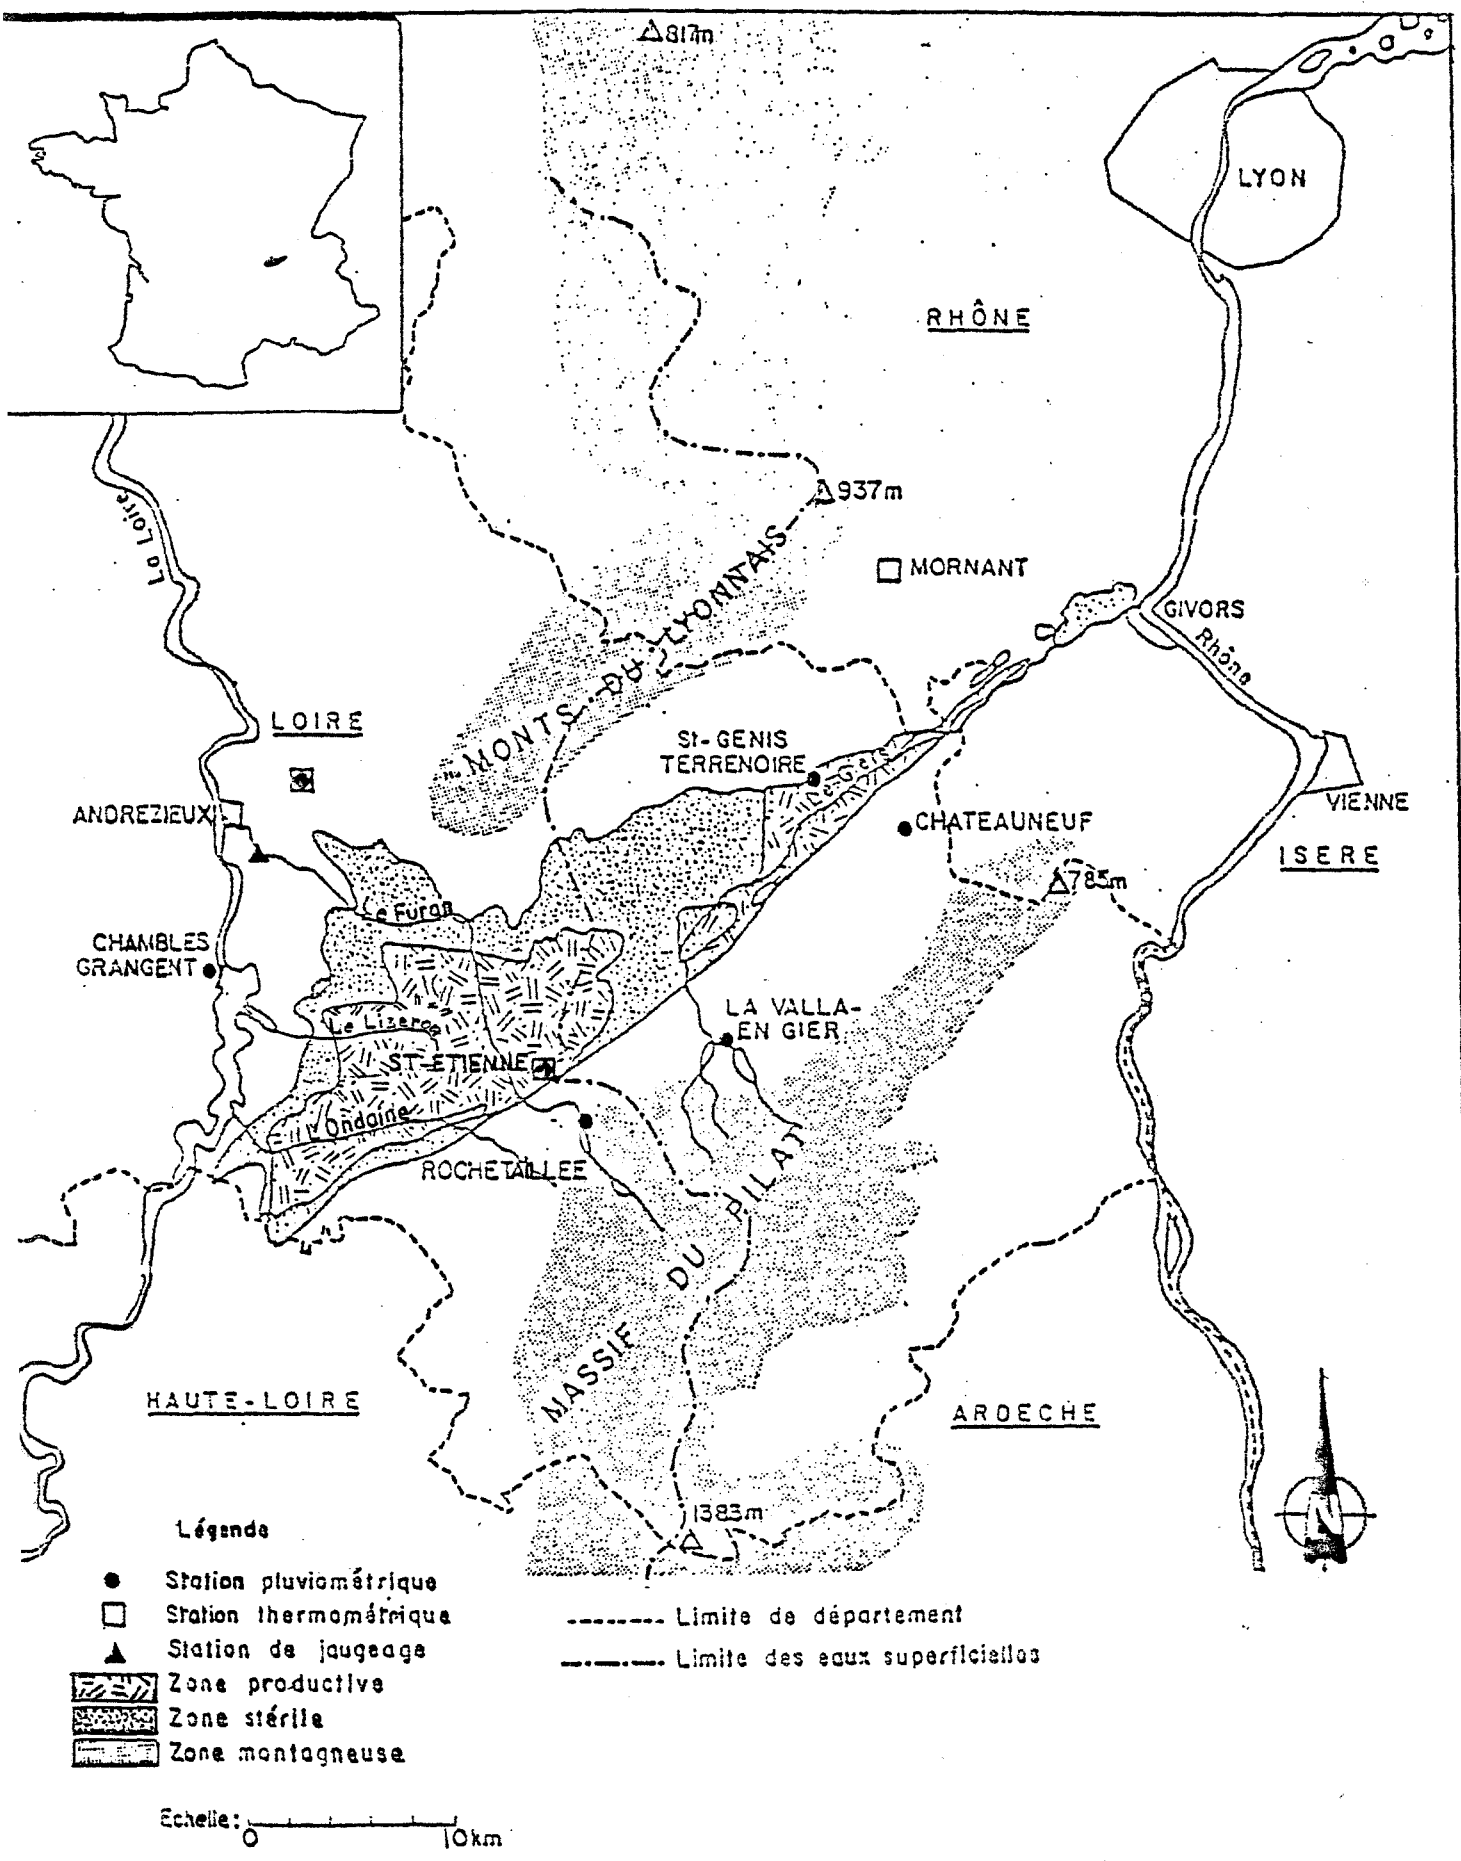 817m
LYON
RHÔNE
La Loire
937m
MONTS DU LYONNAIS
MORNANT
GIVORS
Rhône
LOIRE
St-GENIS
TERRENOIRE
Le Gier
ANDREZIEUX
CHATEAUNEUF
VIENNE
ISERE
785m
Le Furan
CHAMBLES
GRANGENT
LA VALLA-
EN GIER
Le Lizeron
ST-ETIENNE
L'Ondaine
ROCHETAILLEE
MASSIF DU PILAT
HAUTE-LOIRE
ARDECHE
1383m
Légende
Station pluviométrique
Station thermométrique
Station de jaugeage
Zone productive
Zone stérile
Zone montagneuse
Limite de département
Limite des eaux superficielles
Echelle:
0
10km